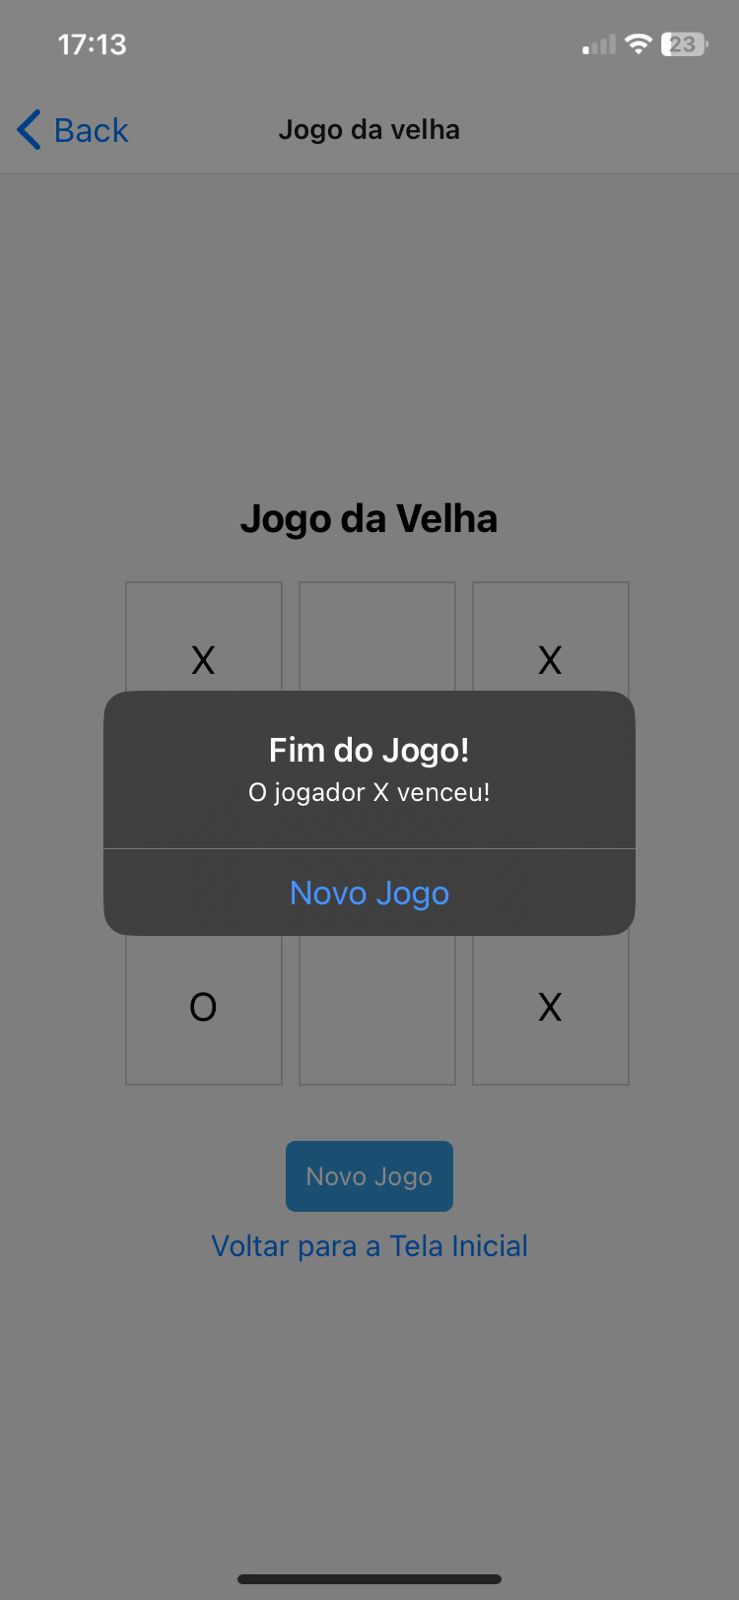 17:13
23
Back
Jogo da velha
Jogo da Velha
X X
Fim do Jogo!
O jogador X venceu!
Novo Jogo
O X
Novo Jogo
Voltar para a Tela Inicial